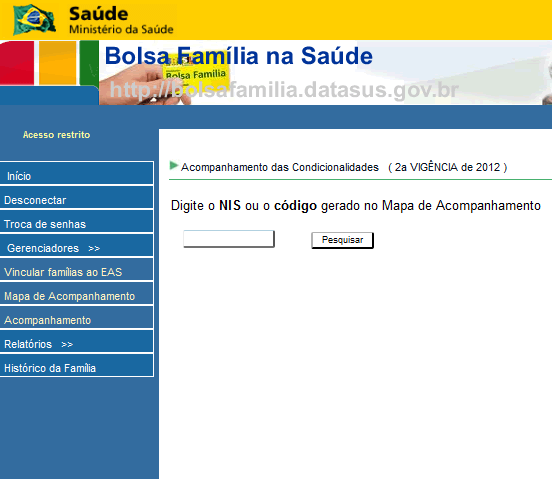 Saúde
Ministério da Saúde
Bolsa Família na Saúde
Bolsa Família
http://bolsafamilia.datasus.gov.br
Acesso restrito
Início
Desconectar
Troca de senhas
Gerenciadores >>
Vincular famílias ao EAS
Mapa de Acompanhamento
Acompanhamento
Relatórios >>
Histórico da Família
Acompanhamento das Condicionalidades ( 2a VIGÊNCIA de 2012 )
Digite o NIS ou o código gerado no Mapa de Acompanhamento
Pesquisar